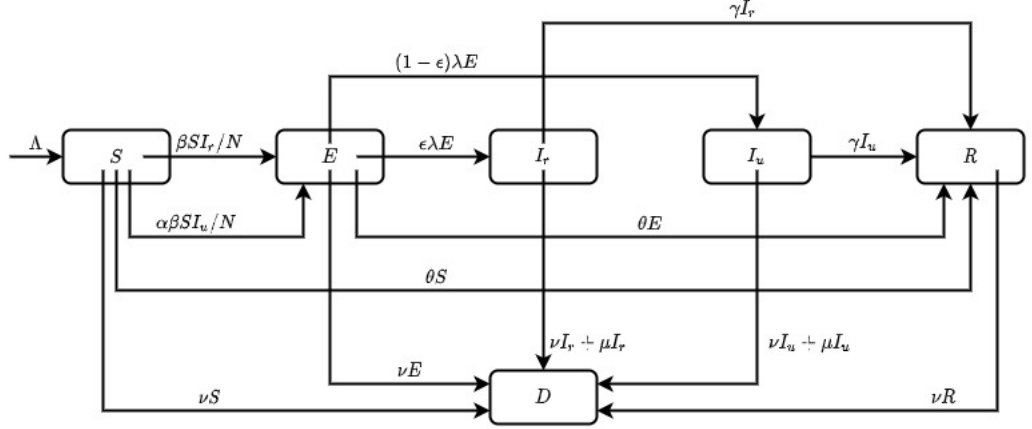 γI_r
(1 − ϵ)λE
Λ
S
βSI_r/N
E
ϵλE
I_r
I_u
γI_u
R
αβSI_u/N
θE
θS
νI_r + μI_r
νI_u + μI_u
νE
νS
D
νR